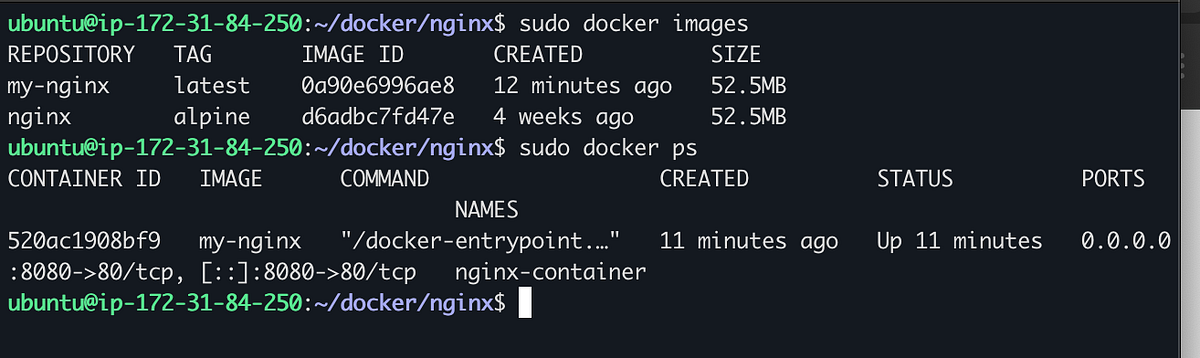 ubuntu@ip-172-31-84-250:~/docker/nginx$ sudo docker images
REPOSITORY   TAG       IMAGE ID       CREATED          SIZE
my-nginx     latest    0a90e6996ae8   12 minutes ago   52.5MB
nginx        alpine    d6adbc7fd47e   4 weeks ago      52.5MB
ubuntu@ip-172-31-84-250:~/docker/nginx$ sudo docker ps
CONTAINER ID   IMAGE      COMMAND                  CREATED          STATUS          PORTS
                                   NAMES
520ac1908bf9   my-nginx   "/docker-entrypoint.…"   11 minutes ago   Up 11 minutes   0.0.0.0
:8080->80/tcp, [::]:8080->80/tcp   nginx-container
ubuntu@ip-172-31-84-250:~/docker/nginx$